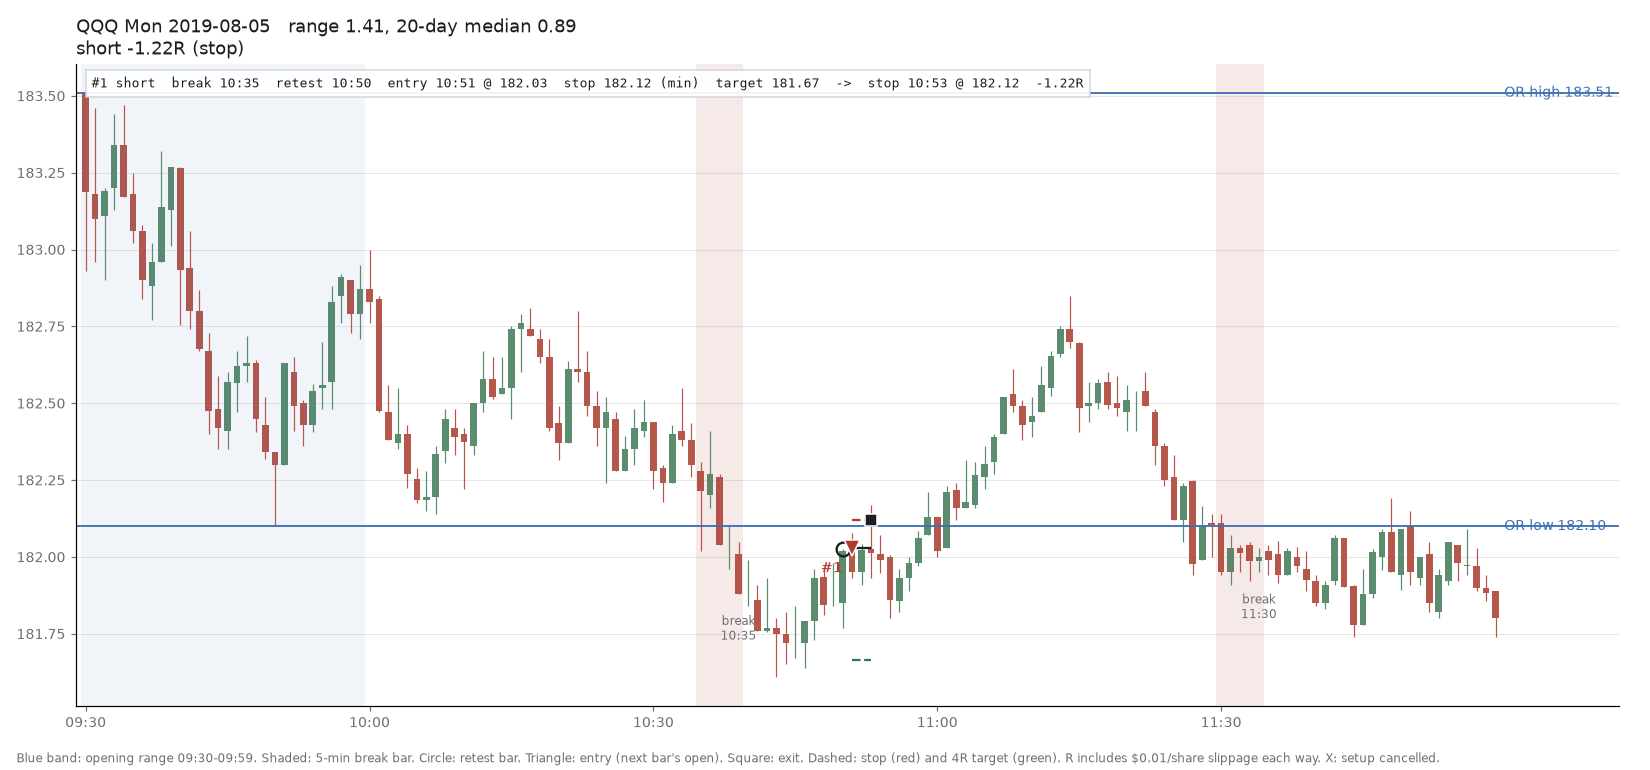 QQQ Mon 2019-08-05   range 1.41, 20-day median 0.89
short -1.22R (stop)
#1 short  break 10:35  retest 10:50  entry 10:51 @ 182.03  stop 182.12 (min)  target 181.67  ->  stop 10:53 @ 182.12  -1.22R
OR high 183.51
183.50
183.25
183.00
182.75
182.50
182.25
182.00
181.75
OR low 182.10
#1
break
10:35
break
11:30
09:30
10:00
10:30
11:00
11:30
Blue band: opening range 09:30-09:59. Shaded: 5-min break bar. Circle: retest bar. Triangle: entry (next bar's open). Square: exit. Dashed: stop (red) and 4R target (green). R includes $0.01/share slippage each way. X: setup cancelled.